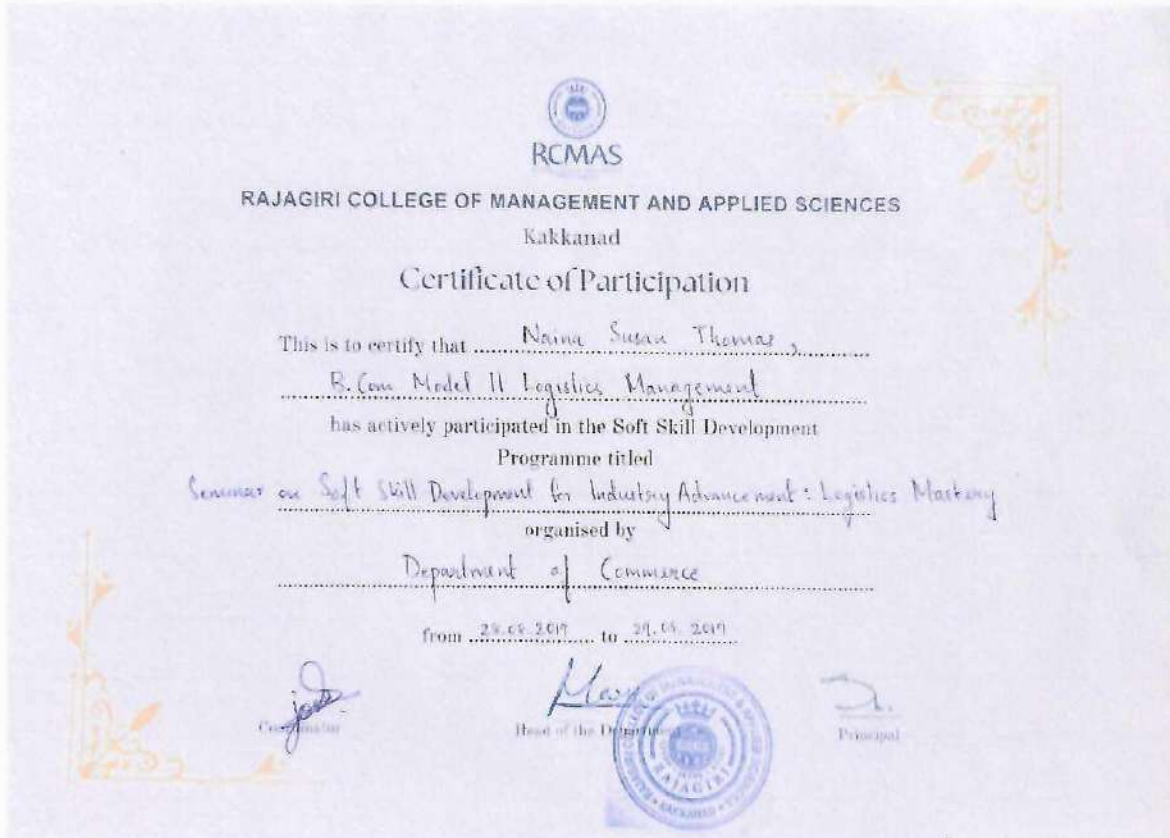 RCMAS
RAJAGIRI COLLEGE OF MANAGEMENT AND APPLIED SCIENCES
Kakkanad
Certificate of Participation
This is to certify that Naina Susan Thomas,
B.Com Model II Logistics Management
has actively participated in the Soft Skill Development
Programme titled
Seminar on Soft Skill Development for Industry Advancement: Logistics Mastery
organised by
Department of Commerce
from 28.08.2019 to 29.08.2019
Coordinator
Head of the Department
Principal
RAJAGIRI
KAKKANAD